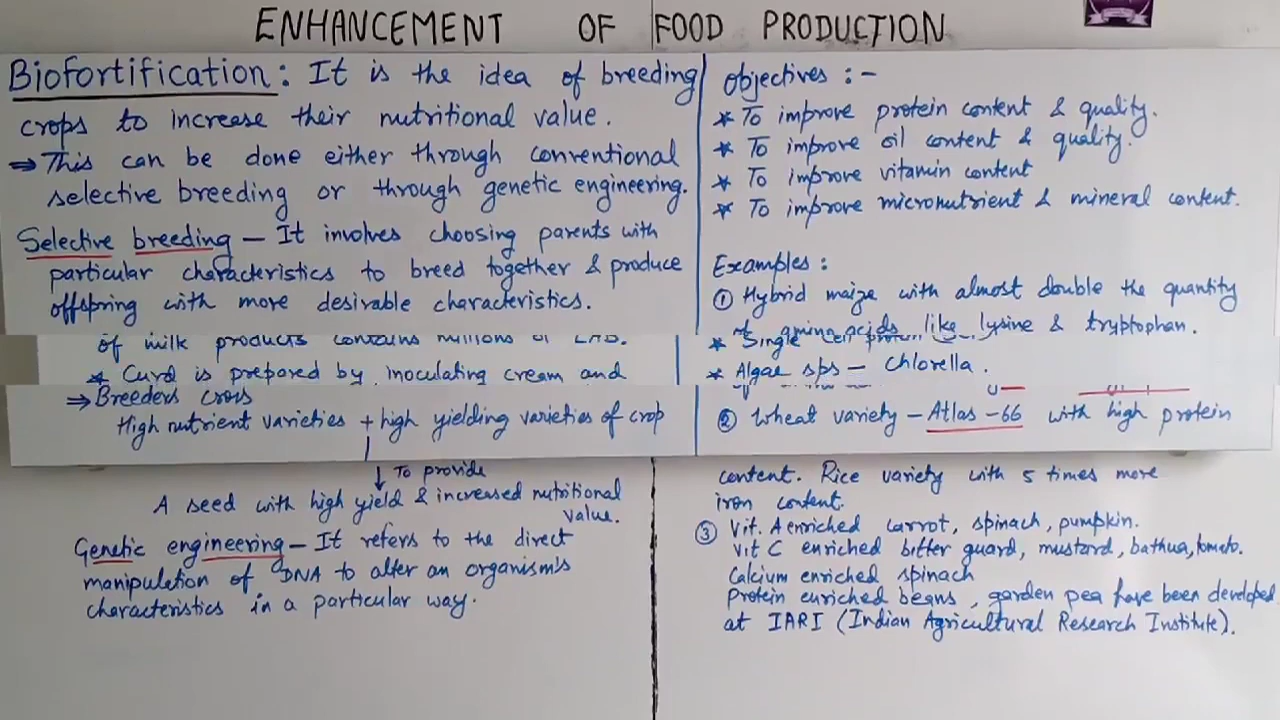 ENHANCEMENT OF FOOD PRODUCTION
Biofortification: It is the idea of breeding
crops to increase their nutritional value.
⇒ This can be done either through conventional
selective breeding or through genetic engineering.
Selective breeding – It involves choosing parents with
particular characteristics to breed together & produce
offspring with more desirable characteristics.
of milk products contains millions of LAB.
* Curd is prepared by inoculating cream and
⇒ Breeders cross
High nutrient varieties + high yielding varieties of crop
↓ To provide
A seed with high yield & increased nutritional
value.
Genetic engineering – It refers to the direct
manipulation of DNA to alter an organism's
characteristics in a particular way.
Objectives :-
* To improve protein content & quality.
* To improve oil content & quality.
* To improve vitamin content
* To improve micronutrient & mineral content.
Examples :
① Hybrid maize with almost double the quantity
of amino acids like lysine & tryptophan.
* Single cell protein
* Algae sps – Chlorella.
② Wheat variety – Atlas -66 with high protein
content. Rice variety with 5 times more
iron content.
③ Vit. A enriched carrot, spinach, pumpkin.
Vit C enriched bitter guard, mustard, bathua, tomato.
Calcium enriched spinach
Protein enriched beans, garden pea have been developed
at IARI (Indian Agricultural Research Institute).